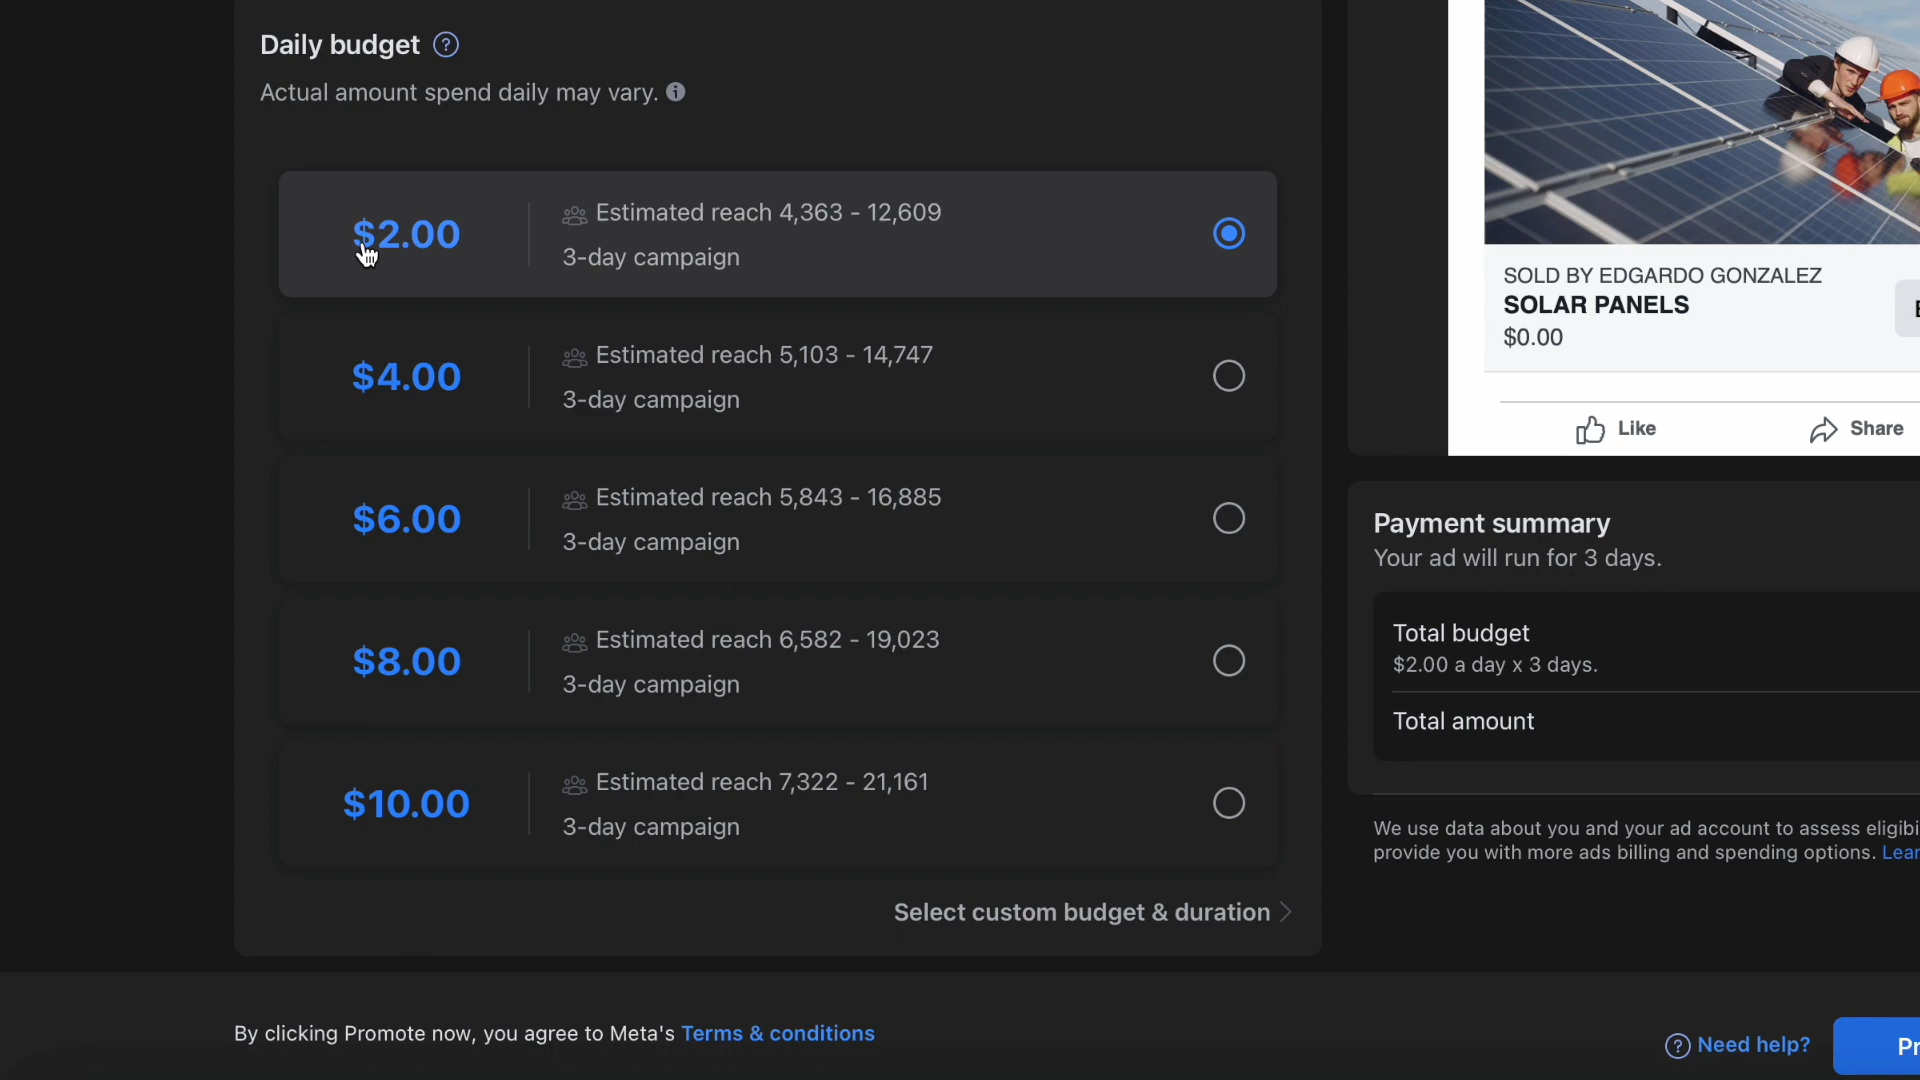 Daily budget
Actual amount spend daily may vary.
$2.00
Estimated reach 4,363 - 12,609
3-day campaign
$4.00
Estimated reach 5,103 - 14,747
3-day campaign
$6.00
Estimated reach 5,843 - 16,885
3-day campaign
$8.00
Estimated reach 6,582 - 19,023
3-day campaign
$10.00
Estimated reach 7,322 - 21,161
3-day campaign
Select custom budget & duration
SOLD BY EDGARDO GONZALEZ
SOLAR PANELS
$0.00
Like
Share
Payment summary
Your ad will run for 3 days.
Total budget
$2.00 a day x 3 days.
Total amount
We use data about you and your ad account to assess
provide you with more ads billing and spending options.
By clicking Promote now, you agree to Meta's Terms & conditions
Need help?